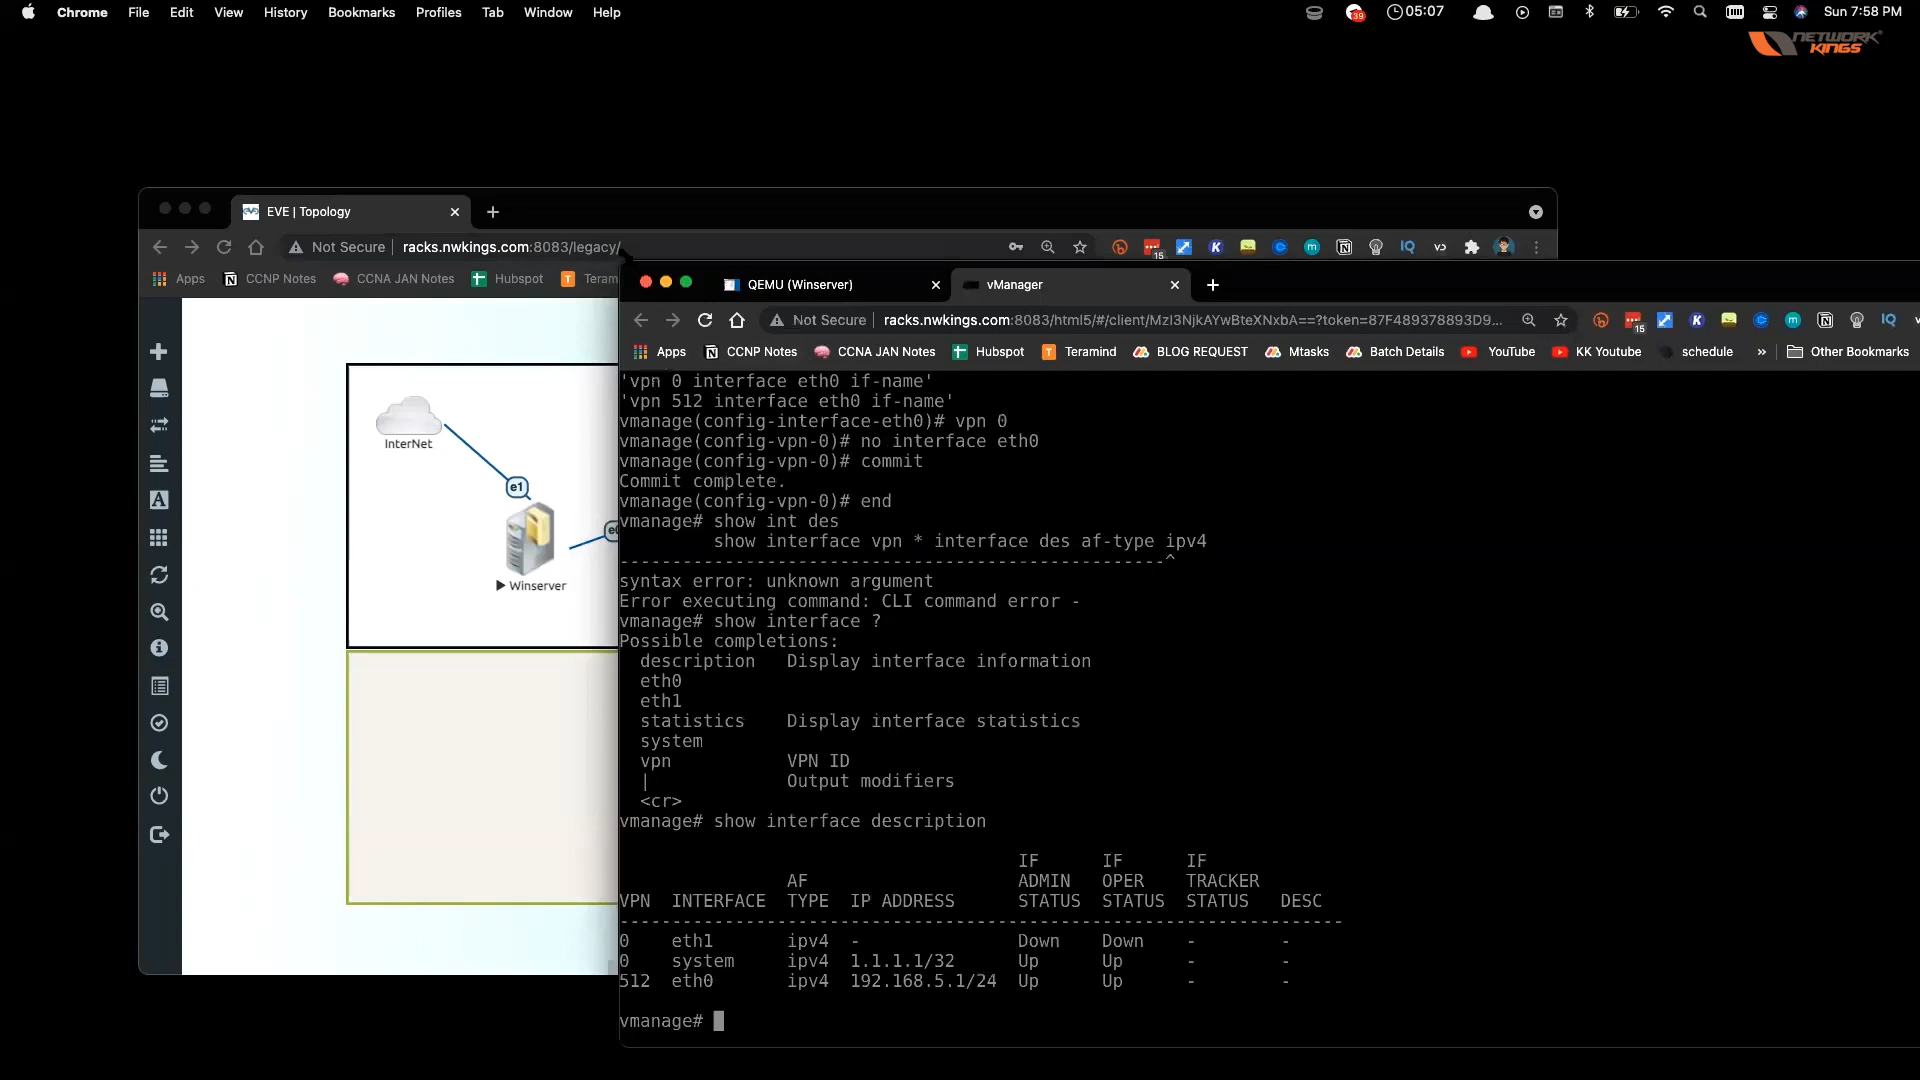 Chrome File Edit View History Bookmarks Profiles Tab Window Help 39 05:07 Sun 7:58 PM
NETWORK KINGS
EVE | Topology
Not Secure racks.nwkings.com:8083/legacy/ 15
Apps CCNP Notes CCNA JAN Notes Hubspot Teram
QEMU (Winserver) vManager
Not Secure racks.nwkings.com:8083/html5/#/client/MzI3NjkAYwBteXNxbA==?token=87F489378893D9... 15
Apps CCNP Notes CCNA JAN Notes Hubspot Teramind BLOG REQUEST Mtasks Batch Details YouTube KK Youtube schedule » Other Bookmarks
InterNet
e1
e0
Winserver
'vpn 0 interface eth0 if-name'
'vpn 512 interface eth0 if-name'
vmanage(config-interface-eth0)# vpn 0
vmanage(config-vpn-0)# no interface eth0
vmanage(config-vpn-0)# commit
Commit complete.
vmanage(config-vpn-0)# end
vmanage# show int des
show interface vpn * interface des af-type ipv4
----------------------------------------------------^
syntax error: unknown argument
Error executing command: CLI command error -
vmanage# show interface ?
Possible completions:
description Display interface information
eth0
eth1
statistics Display interface statistics
system
vpn VPN ID
| Output modifiers
<cr>
vmanage# show interface description
IF IF IF
AF ADMIN OPER TRACKER
VPN INTERFACE TYPE IP ADDRESS STATUS STATUS STATUS DESC
---------------------------------------------------------------------
0 eth1 ipv4 - Down Down - -
0 system ipv4 1.1.1.1/32 Up Up - -
512 eth0 ipv4 192.168.5.1/24 Up Up - -
vmanage#